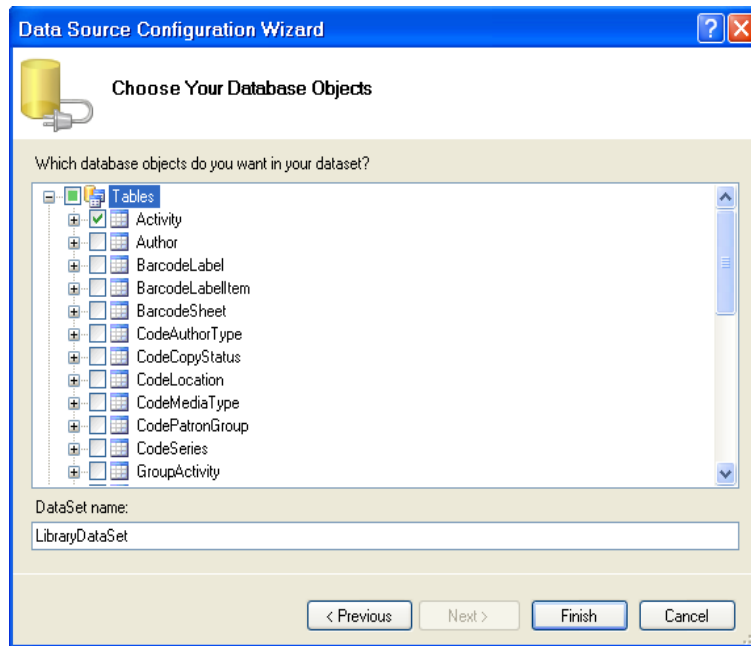 Data Source Configuration Wizard
Choose Your Database Objects
Which database objects do you want in your dataset?
Tables
Activity
Author
BarcodeLabel
BarcodeLabelItem
BarcodeSheet
CodeAuthorType
CodeCopyStatus
CodeLocation
CodeMediaType
CodePatronGroup
CodeSeries
GroupActivity
DataSet name:
LibraryDataSet
< Previous Next > Finish Cancel